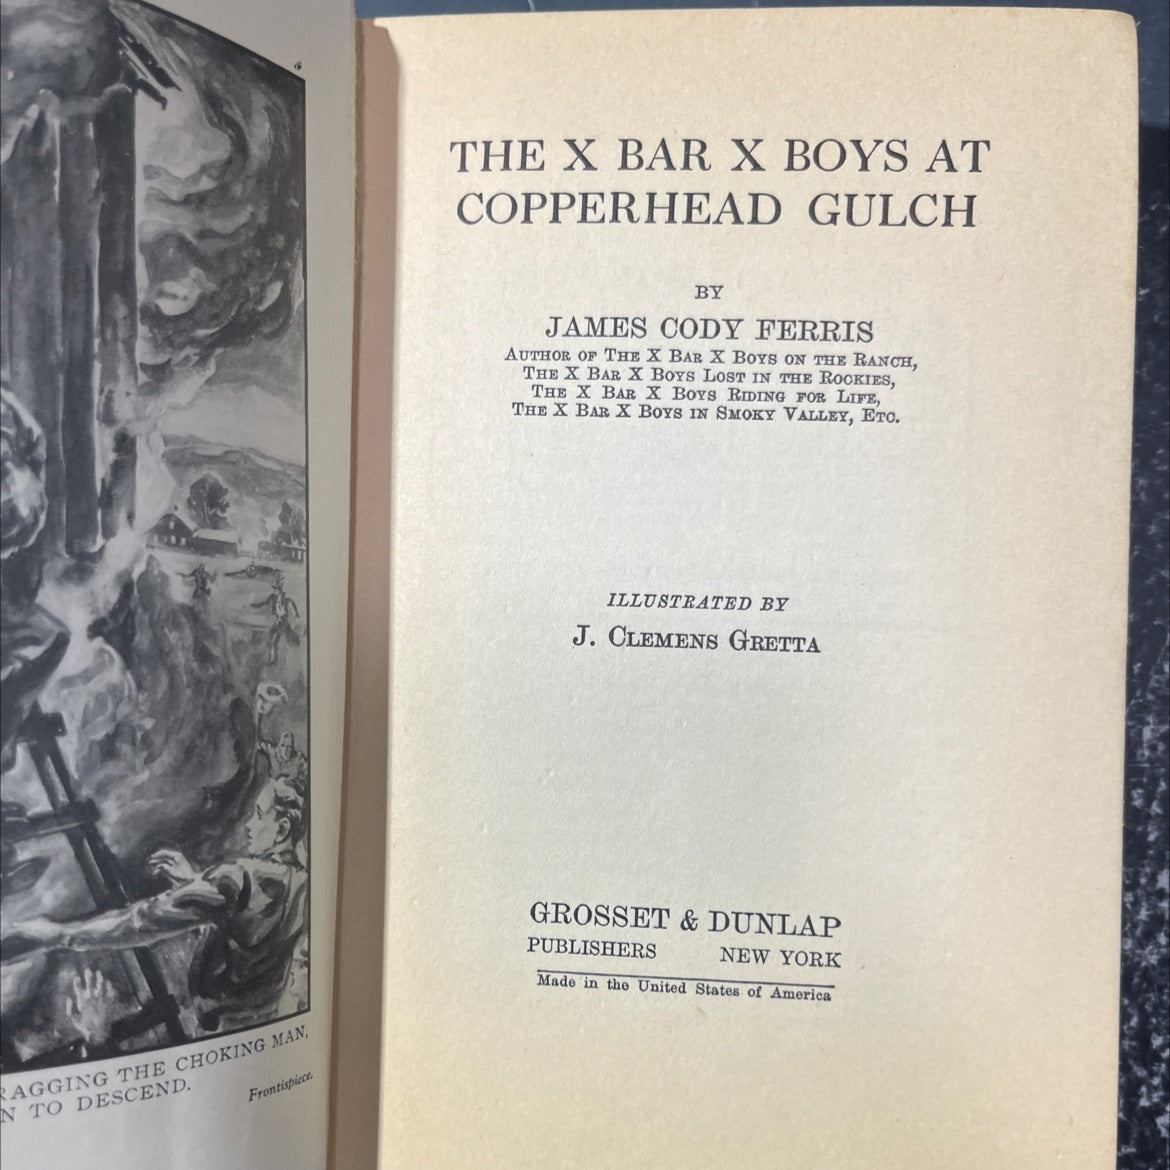 RAGGING THE CHOKING MAN,
N TO DESCEND.
Frontispiece.
THE X BAR X BOYS AT
COPPERHEAD GULCH
BY
JAMES CODY FERRIS
AUTHOR OF THE X BAR X BOYS ON THE RANCH,
THE X BAR X BOYS LOST IN THE ROCKIES,
THE X BAR X BOYS RIDING FOR LIFE,
THE X BAR X BOYS IN SMOKY VALLEY, ETC.
ILLUSTRATED BY
J. CLEMENS GRETTA
GROSSET & DUNLAP
PUBLISHERS NEW YORK
Made in the United States of America